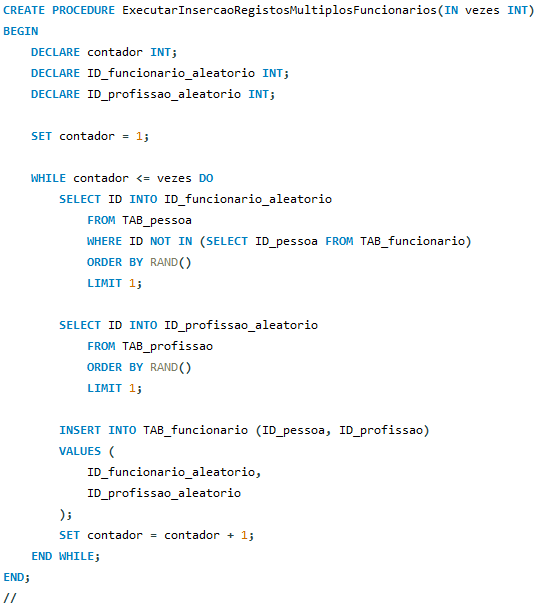 CREATE PROCEDURE ExecutarInsercaoRegistosMultiplosFuncionarios(IN vezes INT)
BEGIN
    DECLARE contador INT;
    DECLARE ID_funcionario_aleatorio INT;
    DECLARE ID_profissao_aleatorio INT;

    SET contador = 1;

    WHILE contador <= vezes DO
        SELECT ID INTO ID_funcionario_aleatorio
            FROM TAB_pessoa
            WHERE ID NOT IN (SELECT ID_pessoa FROM TAB_funcionario)
            ORDER BY RAND()
            LIMIT 1;

        SELECT ID INTO ID_profissao_aleatorio
            FROM TAB_profissao
            ORDER BY RAND()
            LIMIT 1;

        INSERT INTO TAB_funcionario (ID_pessoa, ID_profissao)
        VALUES (
            ID_funcionario_aleatorio,
            ID_profissao_aleatorio
        );
        SET contador = contador + 1;
    END WHILE;
END;
//